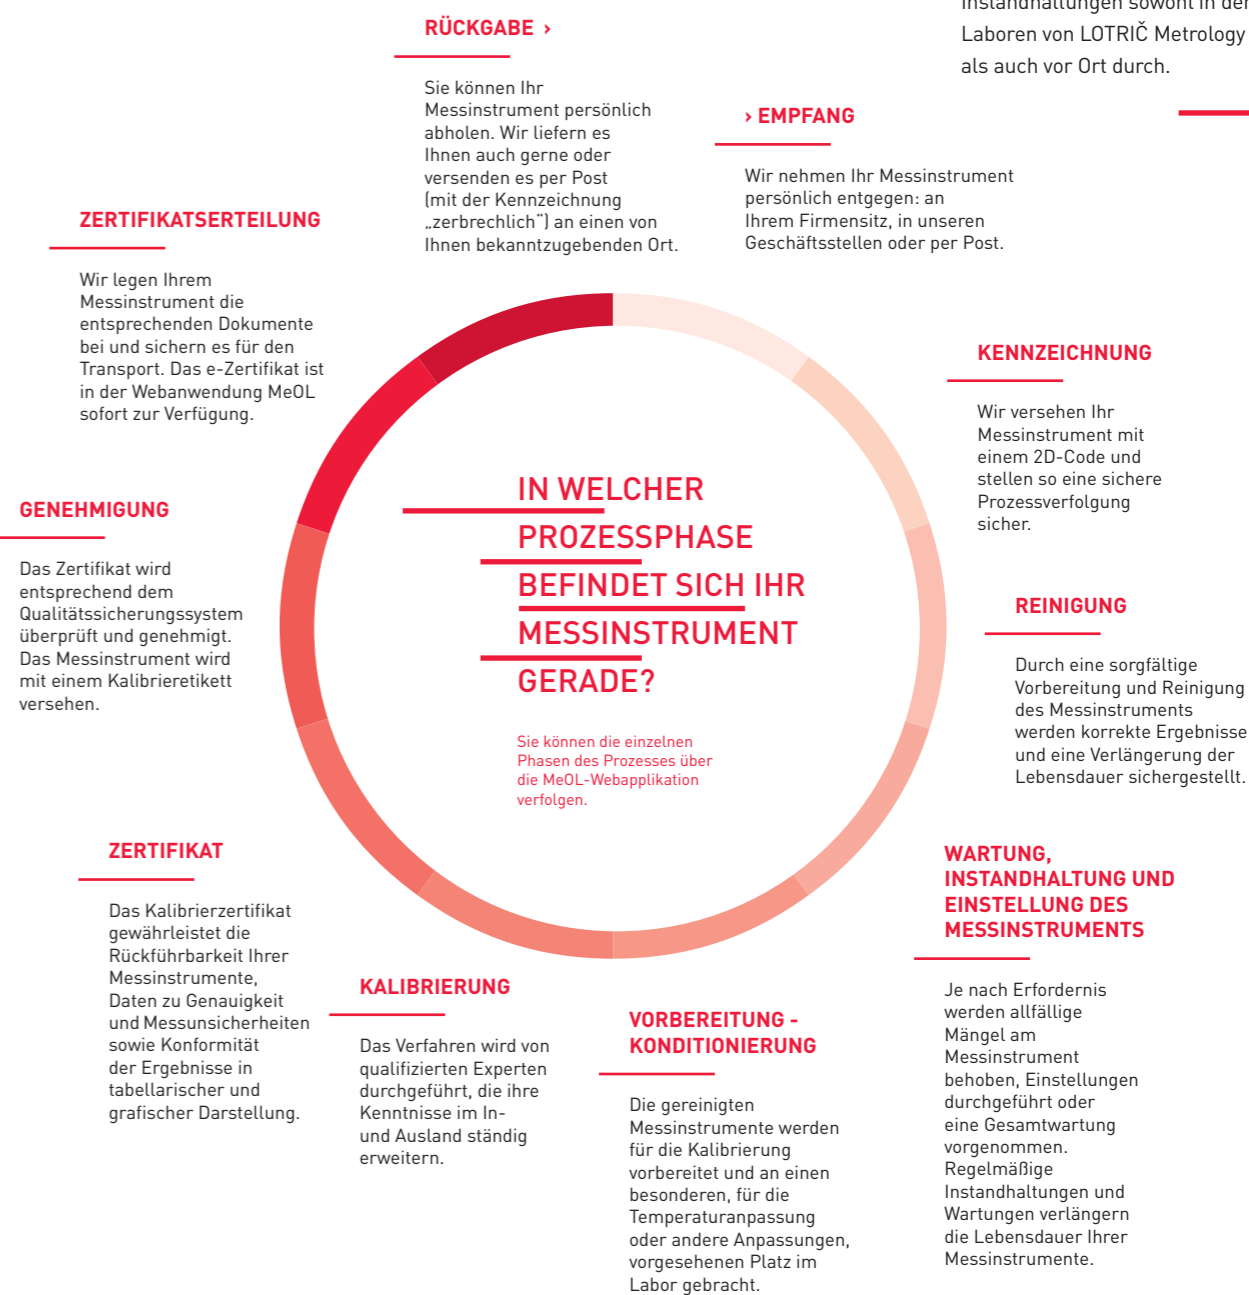 Instandhaltungen sowohl in den
Laboren von LOTRIČ Metrology
als auch vor Ort durch.
RÜCKGABE ›
Sie können Ihr
Messinstrument persönlich
abholen. Wir liefern es
Ihnen auch gerne oder
versenden es per Post
(mit der Kennzeichnung
„zerbrechlich“) an einen von
Ihnen bekanntzugebenden Ort.
› EMPFANG
Wir nehmen Ihr Messinstrument
persönlich entgegen: an
Ihrem Firmensitz, in unseren
Geschäftsstellen oder per Post.
KENNZEICHNUNG
Wir versehen Ihr
Messinstrument mit
einem 2D-Code und
stellen so eine sichere
Prozessverfolgung
sicher.
REINIGUNG
Durch eine sorgfältige
Vorbereitung und Reinigung
des Messinstruments
werden korrekte Ergebnisse
und eine Verlängerung der
Lebensdauer sichergestellt.
WARTUNG,
INSTANDHALTUNG UND
EINSTELLUNG DES
MESSINSTRUMENTS
Je nach Erfordernis
werden allfällige
Mängel am
Messinstrument
behoben, Einstellungen
durchgeführt oder
eine Gesamtwartung
vorgenommen.
Regelmäßige
Instandhaltungen und
Wartungen verlängern
die Lebensdauer Ihrer
Messinstrumente.
VORBEREITUNG -
KONDITIONIERUNG
Die gereinigten
Messinstrumente werden
für die Kalibrierung
vorbereitet und an einen
besonderen, für die
Temperaturanpassung
oder andere Anpassungen,
vorgesehenen Platz im
Labor gebracht.
KALIBRIERUNG
Das Verfahren wird von
qualifizierten Experten
durchgeführt, die ihre
Kenntnisse im In-
und Ausland ständig
erweitern.
ZERTIFIKAT
Das Kalibrierzertifikat
gewährleistet die
Rückführbarkeit Ihrer
Messinstrumente,
Daten zu Genauigkeit
und Messunsicherheiten
sowie Konformität
der Ergebnisse in
tabellarischer und
grafischer Darstellung.
GENEHMIGUNG
Das Zertifikat wird
entsprechend dem
Qualitätssicherungssystem
überprüft und genehmigt.
Das Messinstrument wird
mit einem Kalibrieretikett
versehen.
ZERTIFIKATSERTEILUNG
Wir legen Ihrem
Messinstrument die
entsprechenden Dokumente
bei und sichern es für den
Transport. Das e-Zertifikat ist
in der Webanwendung MeOL
sofort zur Verfügung.
IN WELCHER
PROZESSPHASE
BEFINDET SICH IHR
MESSINSTRUMENT
GERADE?
Sie können die einzelnen
Phasen des Prozesses über
die MeOL-Webapplikation
verfolgen.